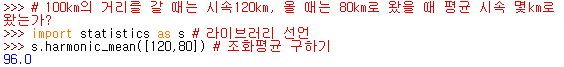 >>> # 100km의 거리를 갈 때는 시속120km, 올 때는 80km로 왔을 때 평균 시속 몇km로
왔는가?
>>> import statistics as s # 라이브러리 선언
>>> s.harmonic_mean([120,80]) # 조화평균 구하기
96.0